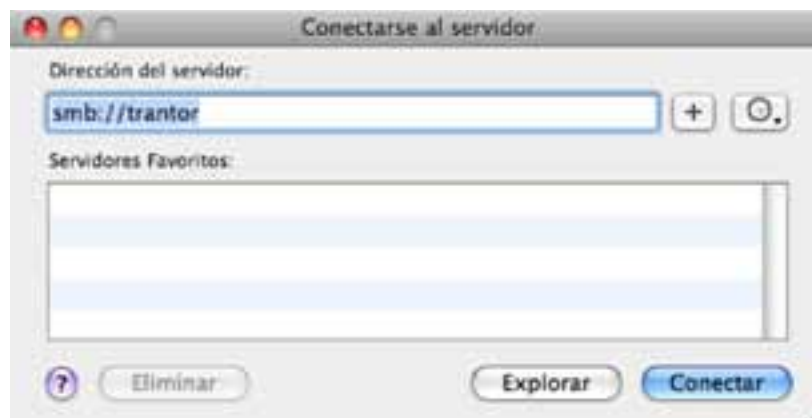 Conectarse al servidor
Dirección del servidor:
smb://trantor
+
Servidores Favoritos:
? Eliminar Explorar Conectar